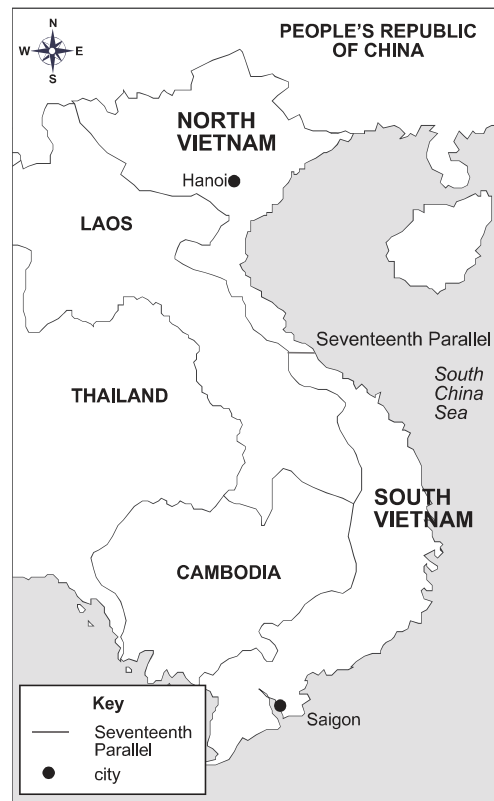 N
W E
S
PEOPLE'S REPUBLIC
OF CHINA
NORTH
VIETNAM
Hanoi
LAOS
Seventeenth Parallel
South
China
Sea
THAILAND
SOUTH
VIETNAM
CAMBODIA
Saigon
Key
Seventeenth
Parallel
city